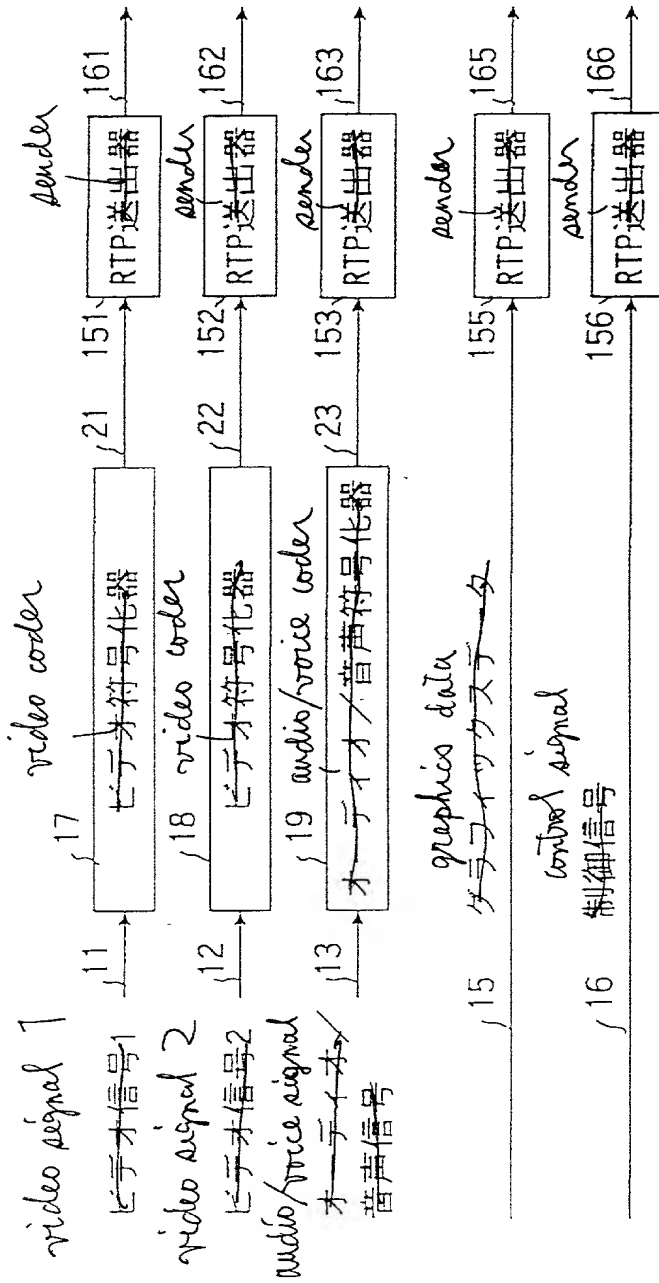 video signal 1
ビデオ信号1
11
17
video coder
ビデオ符号化器
21
151
sender
RTP送出器
161
video signal 2
ビデオ信号2
12
18
video coder
ビデオ符号化器
22
152
sender
RTP送出器
162
audio/voice signal
オーディオ/
音声信号
13
19
audio/voice coder
オーディオ/音声符号化器
23
153
sender
RTP送出器
163
15
graphics data
グラフィックスデータ
155
sender
RTP送出器
165
16
control signal
制御信号
156
sender
RTP送出器
166